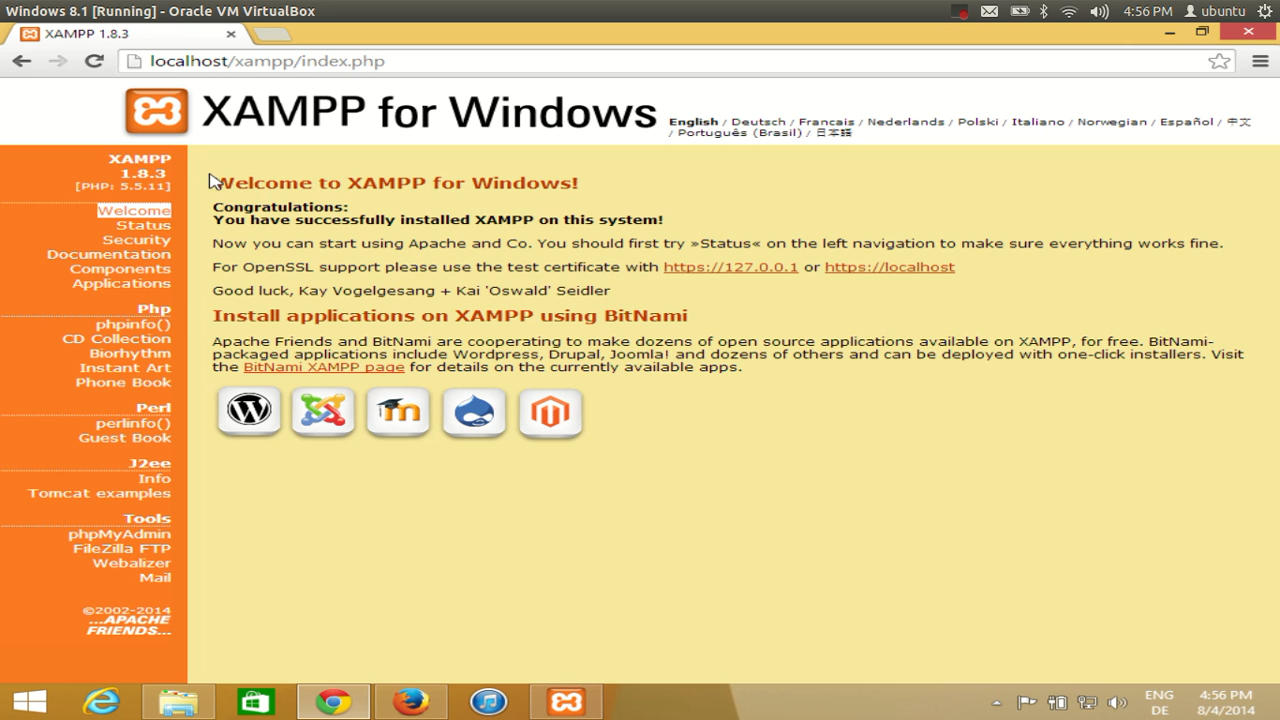 Windows 8.1 [Running] - Oracle VM VirtualBox
4:56 PM ubuntu
XAMPP 1.8.3
localhost/xampp/index.php
XAMPP for Windows
English / Deutsch / Francais / Nederlands / Polski / Italiano / Norwegian / Español / 中文
/ Português (Brasil) / 日本語
XAMPP
1.8.3
[PHP: 5.5.11]
Welcome
Status
Security
Documentation
Components
Applications
Php
phpinfo()
CD Collection
Biorhythm
Instant Art
Phone Book
Perl
perlinfo()
Guest Book
J2ee
Info
Tomcat examples
Tools
phpMyAdmin
FileZilla FTP
Webalizer
Mail
©2002-2014
...APACHE
FRIENDS...
Welcome to XAMPP for Windows!
Congratulations:
You have successfully installed XAMPP on this system!
Now you can start using Apache and Co. You should first try »Status« on the left navigation to make sure everything works fine.
For OpenSSL support please use the test certificate with https://127.0.0.1 or https://localhost
Good luck, Kay Vogelgesang + Kai 'Oswald' Seidler
Install applications on XAMPP using BitNami
Apache Friends and BitNami are cooperating to make dozens of open source applications available on XAMPP, for free. BitNami-
packaged applications include Wordpress, Drupal, Joomla! and dozens of others and can be deployed with one-click installers. Visit
the BitNami XAMPP page for details on the currently available apps.
ENG
DE
4:56 PM
8/4/2014